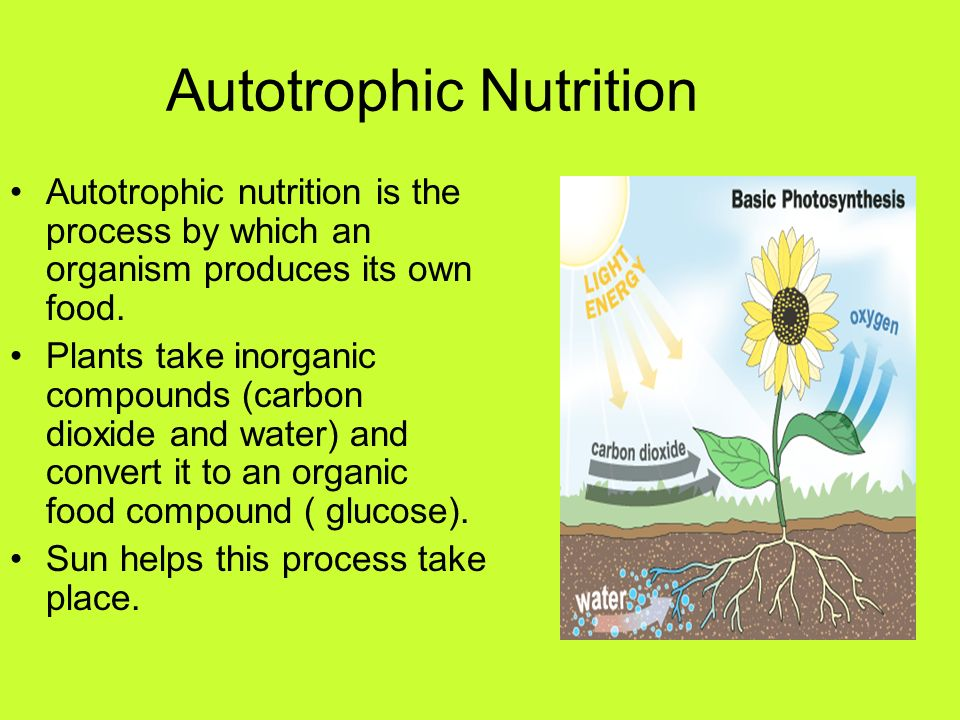 Autotrophic Nutrition
• Autotrophic nutrition is the
process by which an
organism produces its own
food.
• Plants take inorganic
compounds (carbon
dioxide and water) and
convert it to an organic
food compound ( glucose).
• Sun helps this process take
place.
Basic Photosynthesis
LIGHT
ENERGY
oxygen
carbon dioxide
water